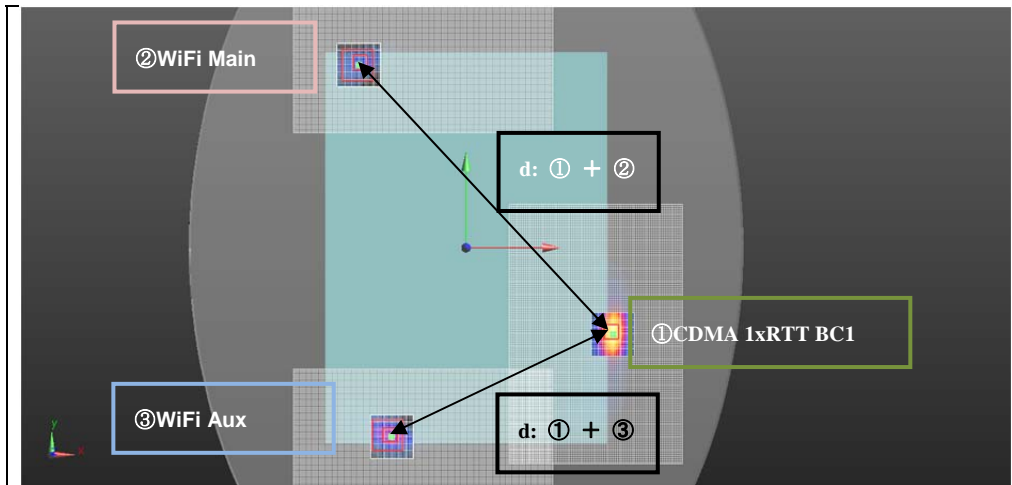 ②WiFi Main
d: ① + ②
①CDMA 1xRTT BC1
③WiFi Aux
d: ① + ③
y
x